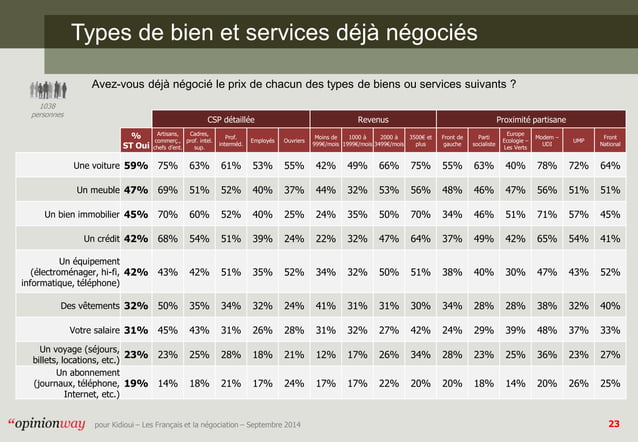 Types de bien et services déjà négociés
1038
personnes
Avez-vous déjà négocié le prix de chacun des types de biens ou services suivants ?
CSP détaillée Revenus Proximité partisane
% ST Oui Artisans, commerç., chefs d'ent. Cadres, prof. intel. sup. Prof. interméd. Employés Ouvriers Moins de 999€/mois 1000 à 1999€/mois 2000 à 3499€/mois 3500€ et plus Front de gauche Parti socialiste Europe Ecologie – Les Verts Modem – UDI UMP Front National
Une voiture 59% 75% 63% 61% 53% 55% 42% 49% 66% 75% 55% 63% 40% 78% 72% 64%
Un meuble 47% 69% 51% 52% 40% 37% 44% 32% 53% 56% 48% 46% 47% 56% 51% 51%
Un bien immobilier 45% 70% 60% 52% 40% 25% 24% 35% 50% 70% 34% 46% 51% 71% 57% 45%
Un crédit 42% 68% 54% 51% 39% 24% 22% 32% 47% 64% 37% 49% 42% 65% 54% 41%
Un équipement
(électroménager, hi-fi, 42% 43% 42% 51% 35% 52% 34% 32% 50% 51% 38% 40% 30% 47% 43% 52%
informatique, téléphone)
Des vêtements 32% 50% 35% 34% 32% 24% 41% 31% 31% 30% 34% 28% 28% 38% 32% 40%
Votre salaire 31% 45% 43% 31% 26% 28% 31% 32% 27% 42% 24% 29% 39% 48% 37% 33%
Un voyage (séjours,
billets, locations, etc.) 23% 23% 25% 28% 18% 21% 12% 17% 26% 34% 28% 23% 25% 36% 23% 27%
Un abonnement
(journaux, téléphone, 19% 14% 18% 21% 17% 24% 17% 17% 22% 20% 20% 18% 14% 20% 26% 25%
Internet, etc.)
“opinionway pour Kidioui – Les Français et la négociation – Septembre 2014 23